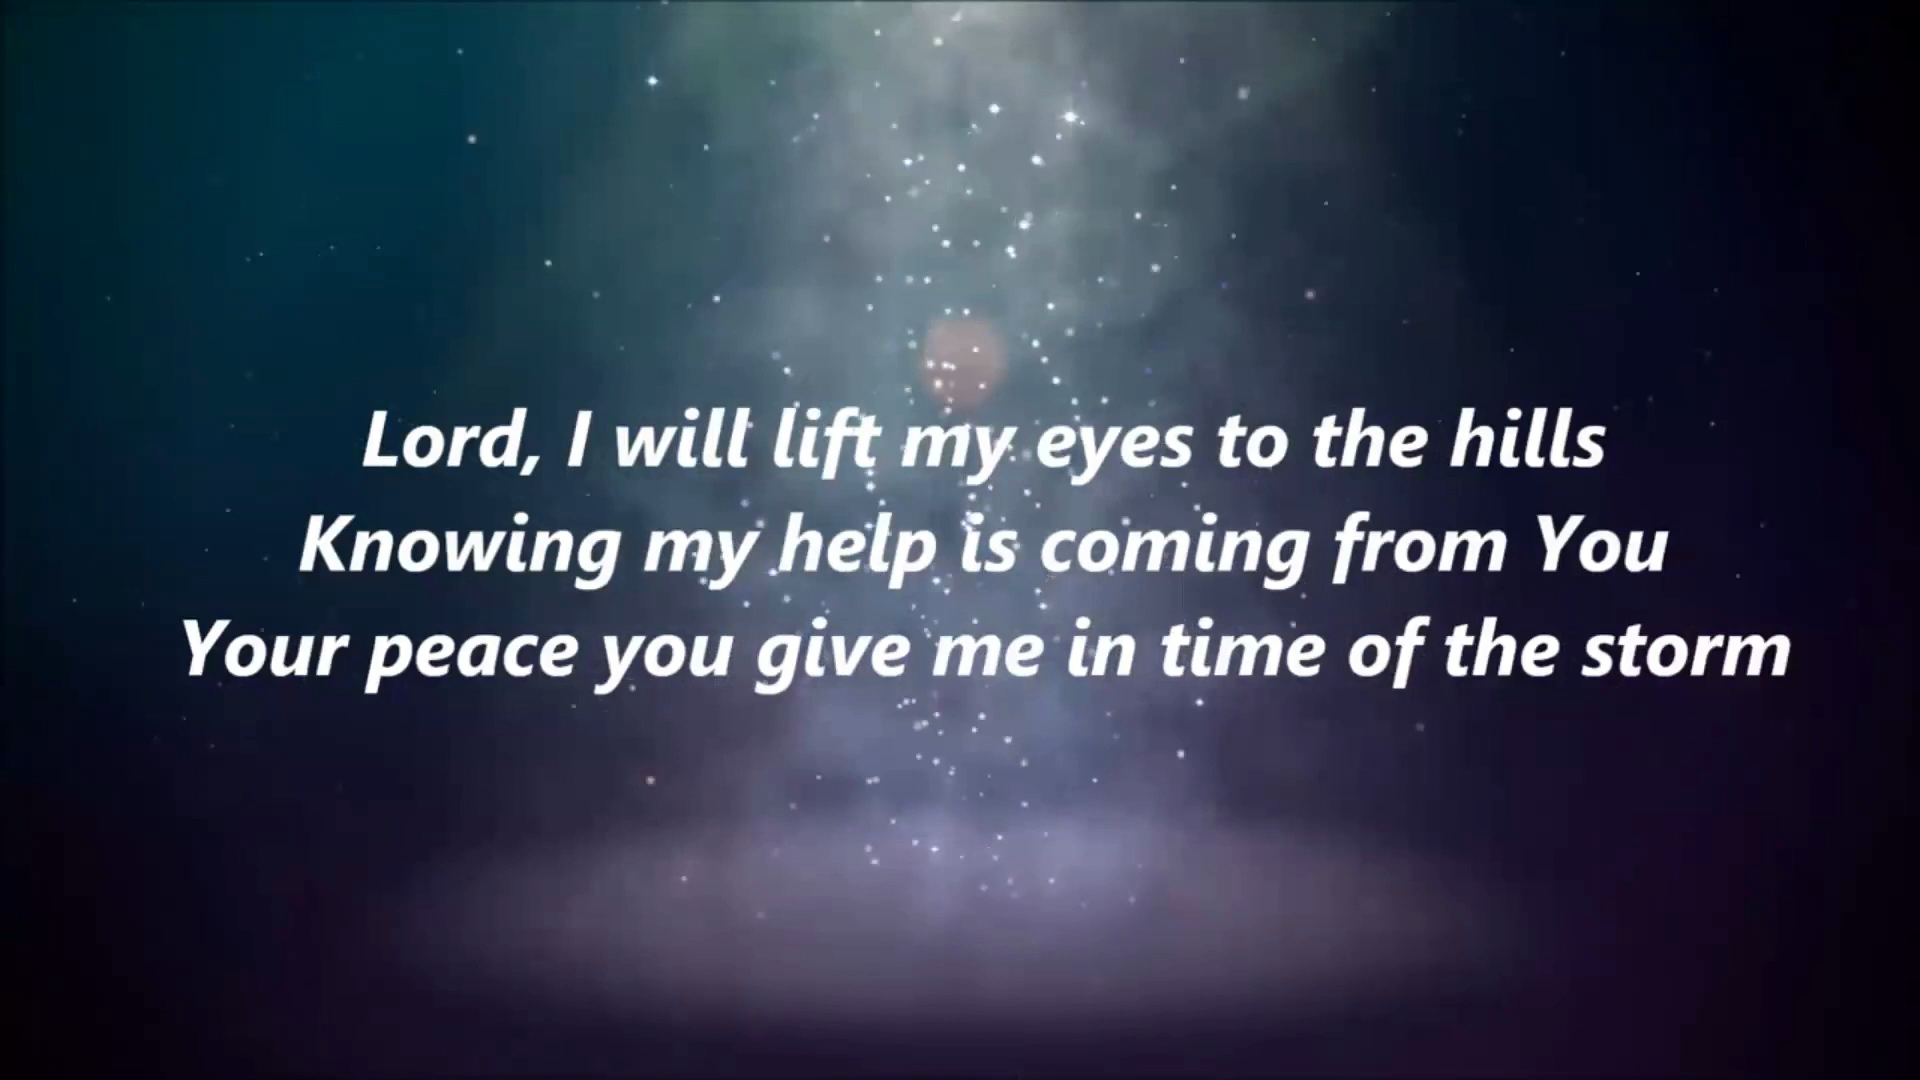 Lord, I will lift my eyes to the hills
Knowing my help is coming from You
Your peace you give me in time of the storm